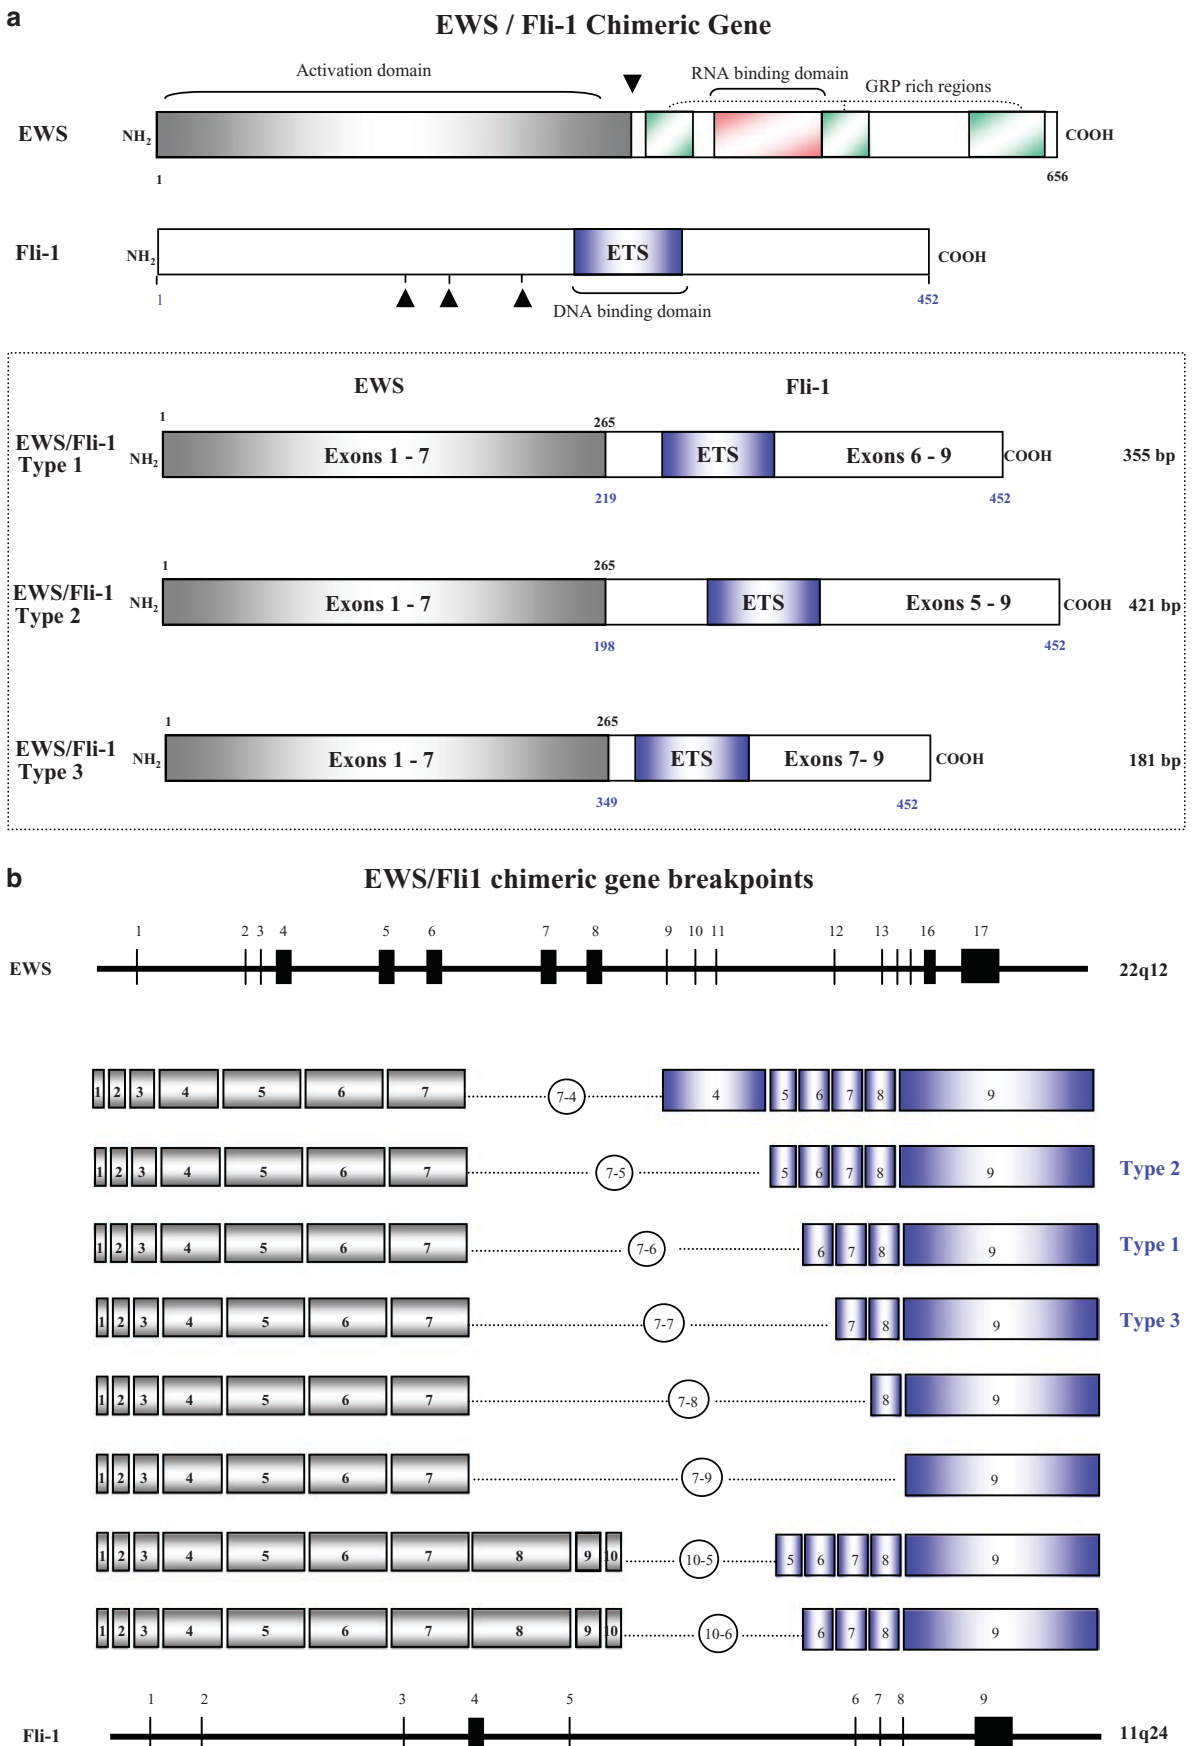 a
EWS / Fli-1 Chimeric Gene
Activation domain
RNA binding domain
GRP rich regions
EWS
NH2
COOH
1
656
Fli-1
NH2
ETS
COOH
1
452
DNA binding domain
EWS
Fli-1
1
265
EWS/Fli-1
Type 1
NH2
Exons 1 - 7
ETS
Exons 6 - 9
COOH
355 bp
219
452
1
265
EWS/Fli-1
Type 2
NH2
Exons 1 - 7
ETS
Exons 5 - 9
COOH
421 bp
198
452
1
265
EWS/Fli-1
Type 3
NH2
Exons 1 - 7
ETS
Exons 7- 9
COOH
181 bp
349
452
b
EWS/Fli1 chimeric gene breakpoints
1 2 3 4 5 6 7 8 9 10 11 12 13 16 17
EWS
22q12
1 2 3 4 5 6 7 7-4 4 5 6 7 8 9
1 2 3 4 5 6 7 7-5 5 6 7 8 9 Type 2
1 2 3 4 5 6 7 7-6 6 7 8 9 Type 1
1 2 3 4 5 6 7 7-7 7 8 9 Type 3
1 2 3 4 5 6 7 7-8 8 9
1 2 3 4 5 6 7 7-9 9
1 2 3 4 5 6 7 8 9 10 10-5 5 6 7 8 9
1 2 3 4 5 6 7 8 9 10 10-6 6 7 8 9
1 2 3 4 5 6 7 8 9
Fli-1
11q24